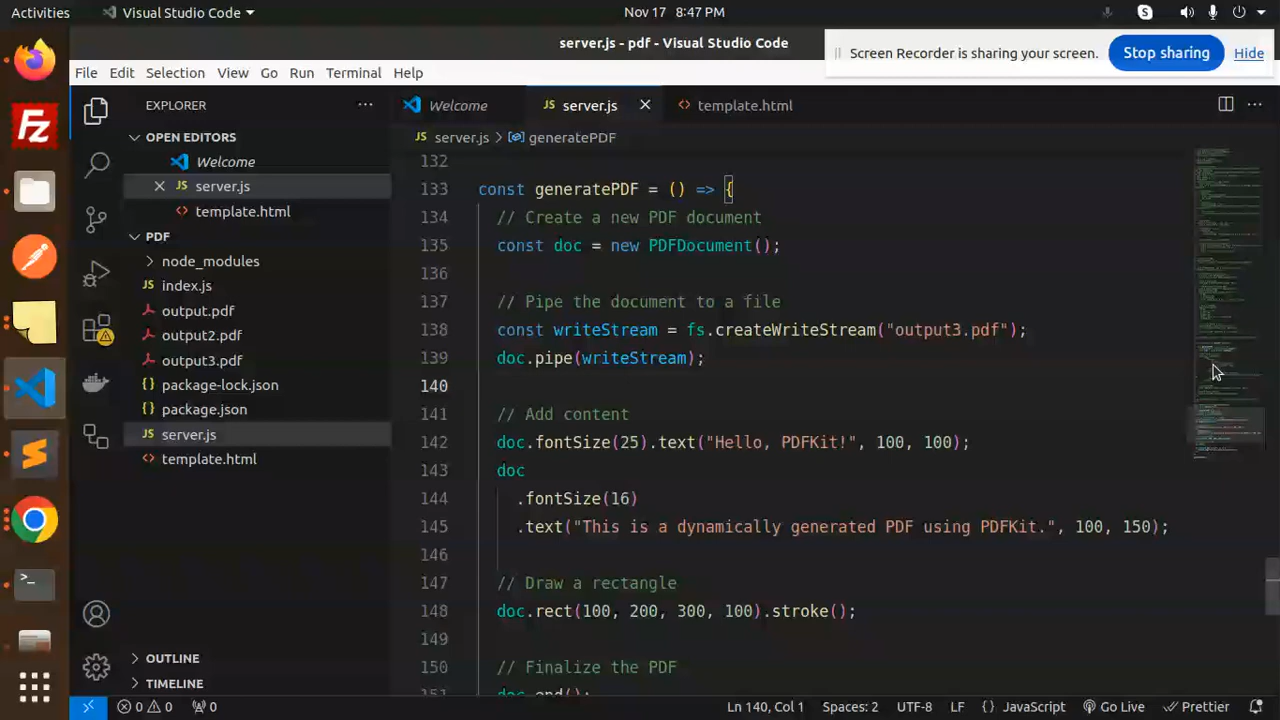 Activities
Visual Studio Code
Nov 17 8:47 PM
server.js - pdf - Visual Studio Code
Screen Recorder is sharing your screen.
Stop sharing
Hide
File Edit Selection View Go Run Terminal Help
EXPLORER
Welcome
JS server.js
template.html
OPEN EDITORS
Welcome
JS server.js
template.html
PDF
node_modules
JS index.js
output.pdf
output2.pdf
output3.pdf
{} package-lock.json
{} package.json
JS server.js
template.html
OUTLINE
TIMELINE
JS server.js > generatePDF
132
133 const generatePDF = () => {
134 // Create a new PDF document
135 const doc = new PDFDocument();
136
137 // Pipe the document to a file
138 const writeStream = fs.createWriteStream("output3.pdf");
139 doc.pipe(writeStream);
140
141 // Add content
142 doc.fontSize(25).text("Hello, PDFKit!", 100, 100);
143 doc
144 .fontSize(16)
145 .text("This is a dynamically generated PDF using PDFKit.", 100, 150);
146
147 // Draw a rectangle
148 doc.rect(100, 200, 300, 100).stroke();
149
150 // Finalize the PDF
151 doc.end();
0 0 0
Ln 140, Col 1
Spaces: 2
UTF-8
LF
{} JavaScript
Go Live
Prettier